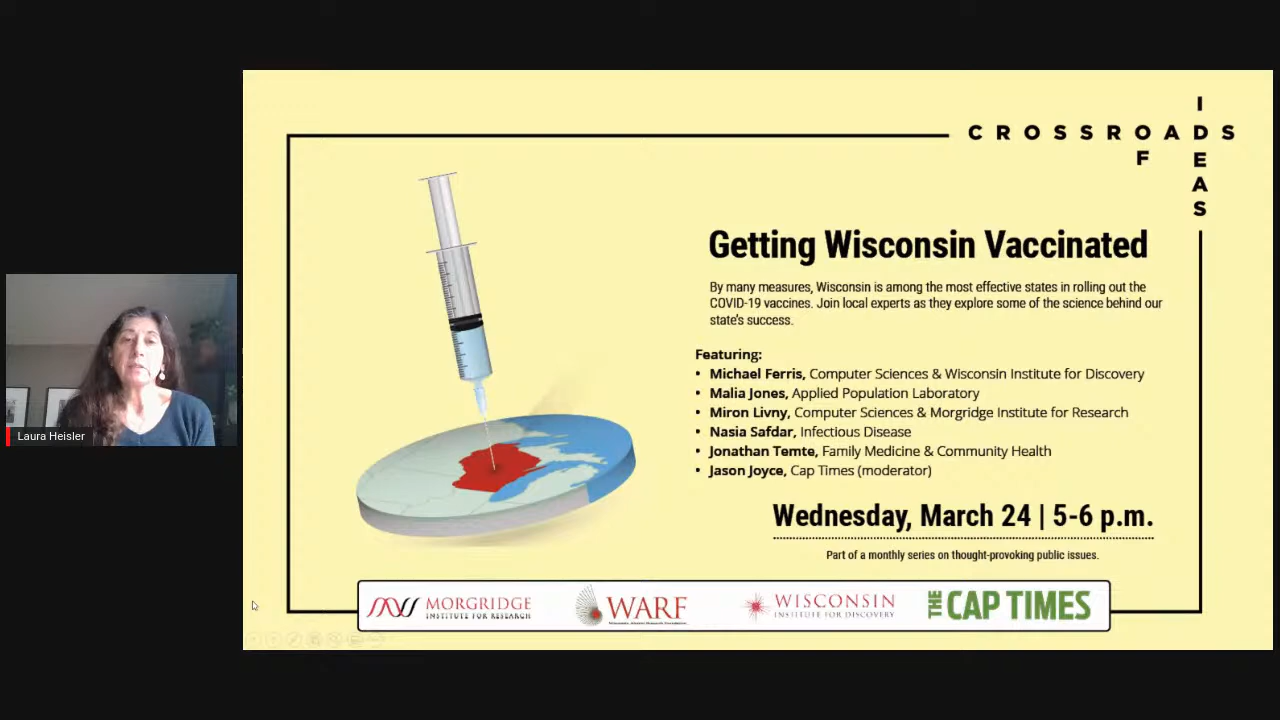 CROSSROADS
OF
IDEAS
Getting Wisconsin Vaccinated
By many measures, Wisconsin is among the most effective states in rolling out the
COVID-19 vaccines. Join local experts as they explore some of the science behind our
state's success.
Featuring:
• Michael Ferris, Computer Sciences & Wisconsin Institute for Discovery
• Malia Jones, Applied Population Laboratory
• Miron Livny, Computer Sciences & Morgridge Institute for Research
• Nasia Safdar, Infectious Disease
• Jonathan Temte, Family Medicine & Community Health
• Jason Joyce, Cap Times (moderator)
Laura Heisler
Wednesday, March 24 | 5-6 p.m.
Part of a monthly series on thought-provoking public issues.
MORGRIDGE
INSTITUTE FOR RESEARCH
WARF
WISCONSIN
INSTITUTE FOR DISCOVERY
THE CAP TIMES